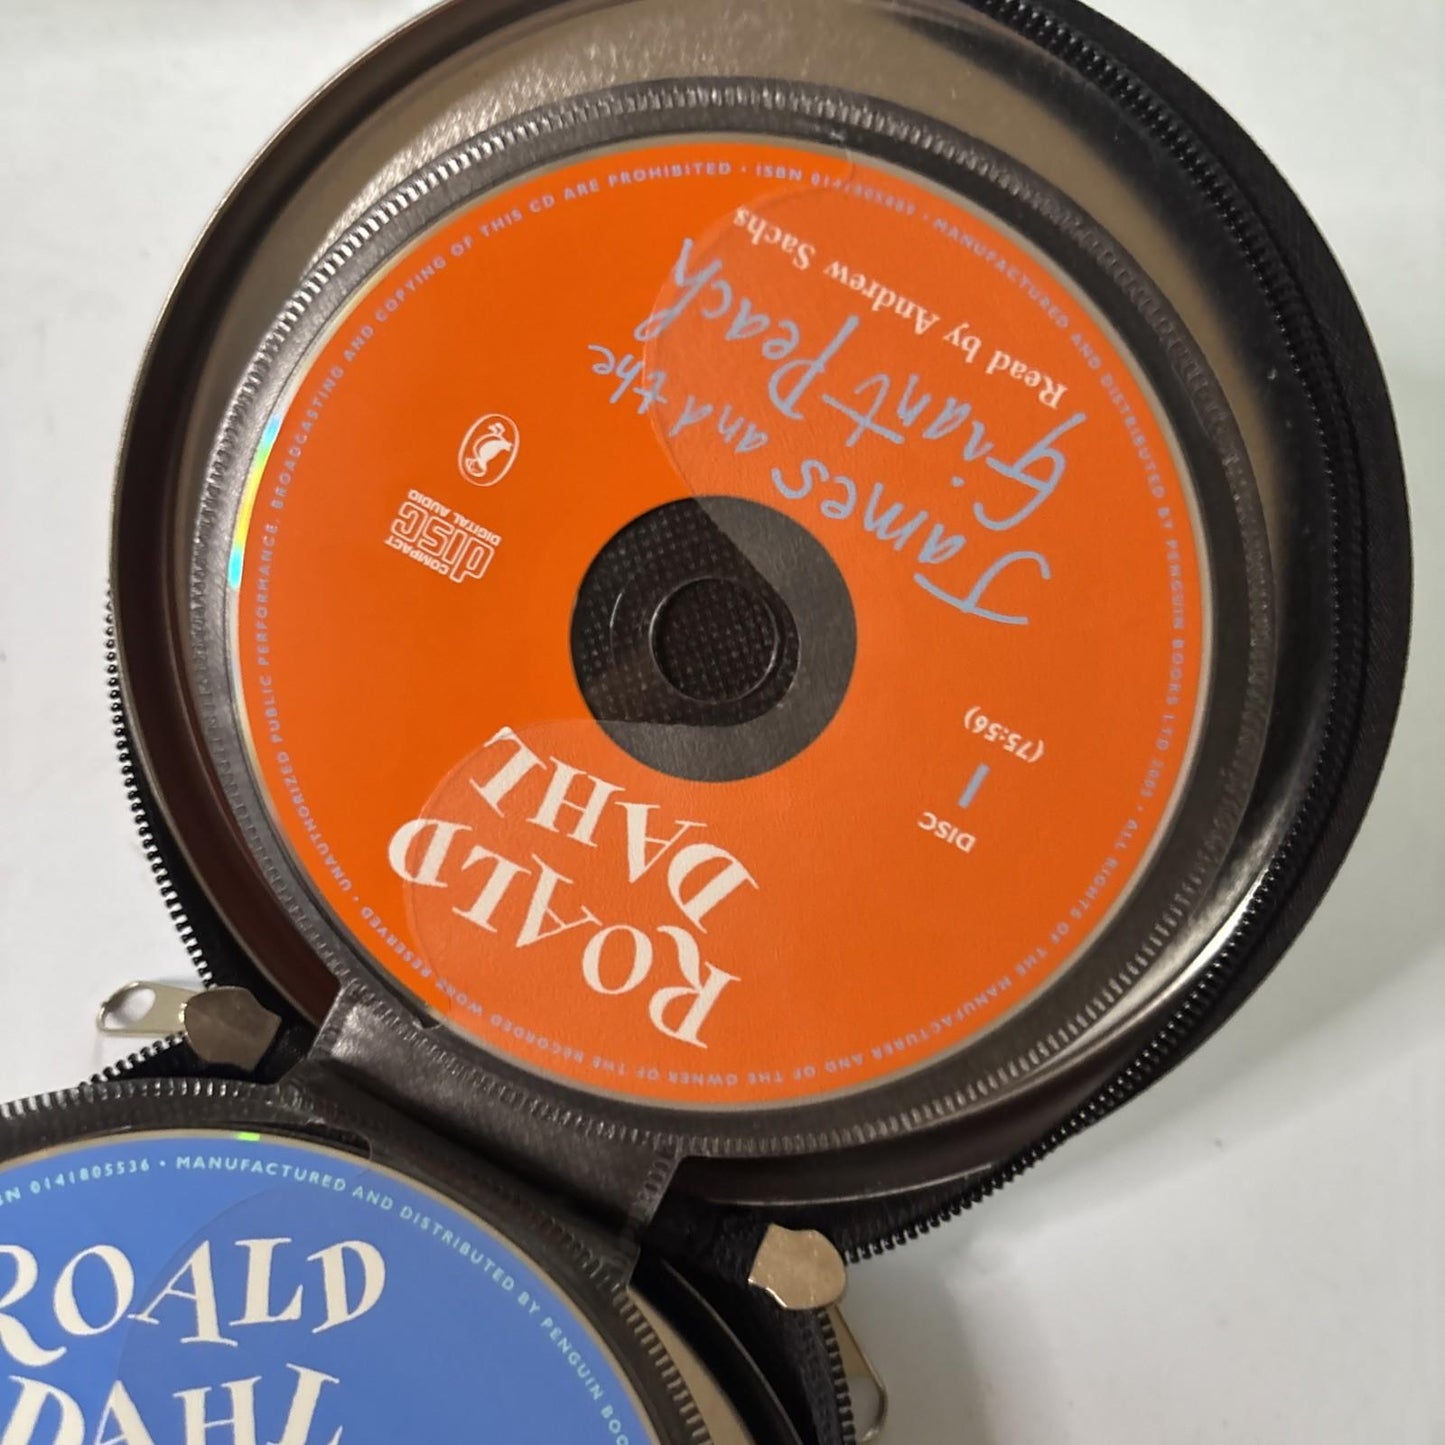 ROALD
DAHL
DISC
1
(75:56)
James and the
Giant Peach
Read by Andrew Sachs
COMPACT
disc
DIGITAL AUDIO
MANUFACTURED AND DISTRIBUTED BY PENGUIN BOOKS LTD 2005 • ALL RIGHTS OF THE MANUFACTURER AND OF THE OWNER OF THE RECORDED WORK RESERVED • UNAUTHORIZED PUBLIC PERFORMANCE, BROADCASTING AND COPYING OF THIS CD ARE PROHIBITED • ISBN
0141805536 • MANUFACTURED AND DISTRIBUTED BY PENGUIN
ROALD
DAHL